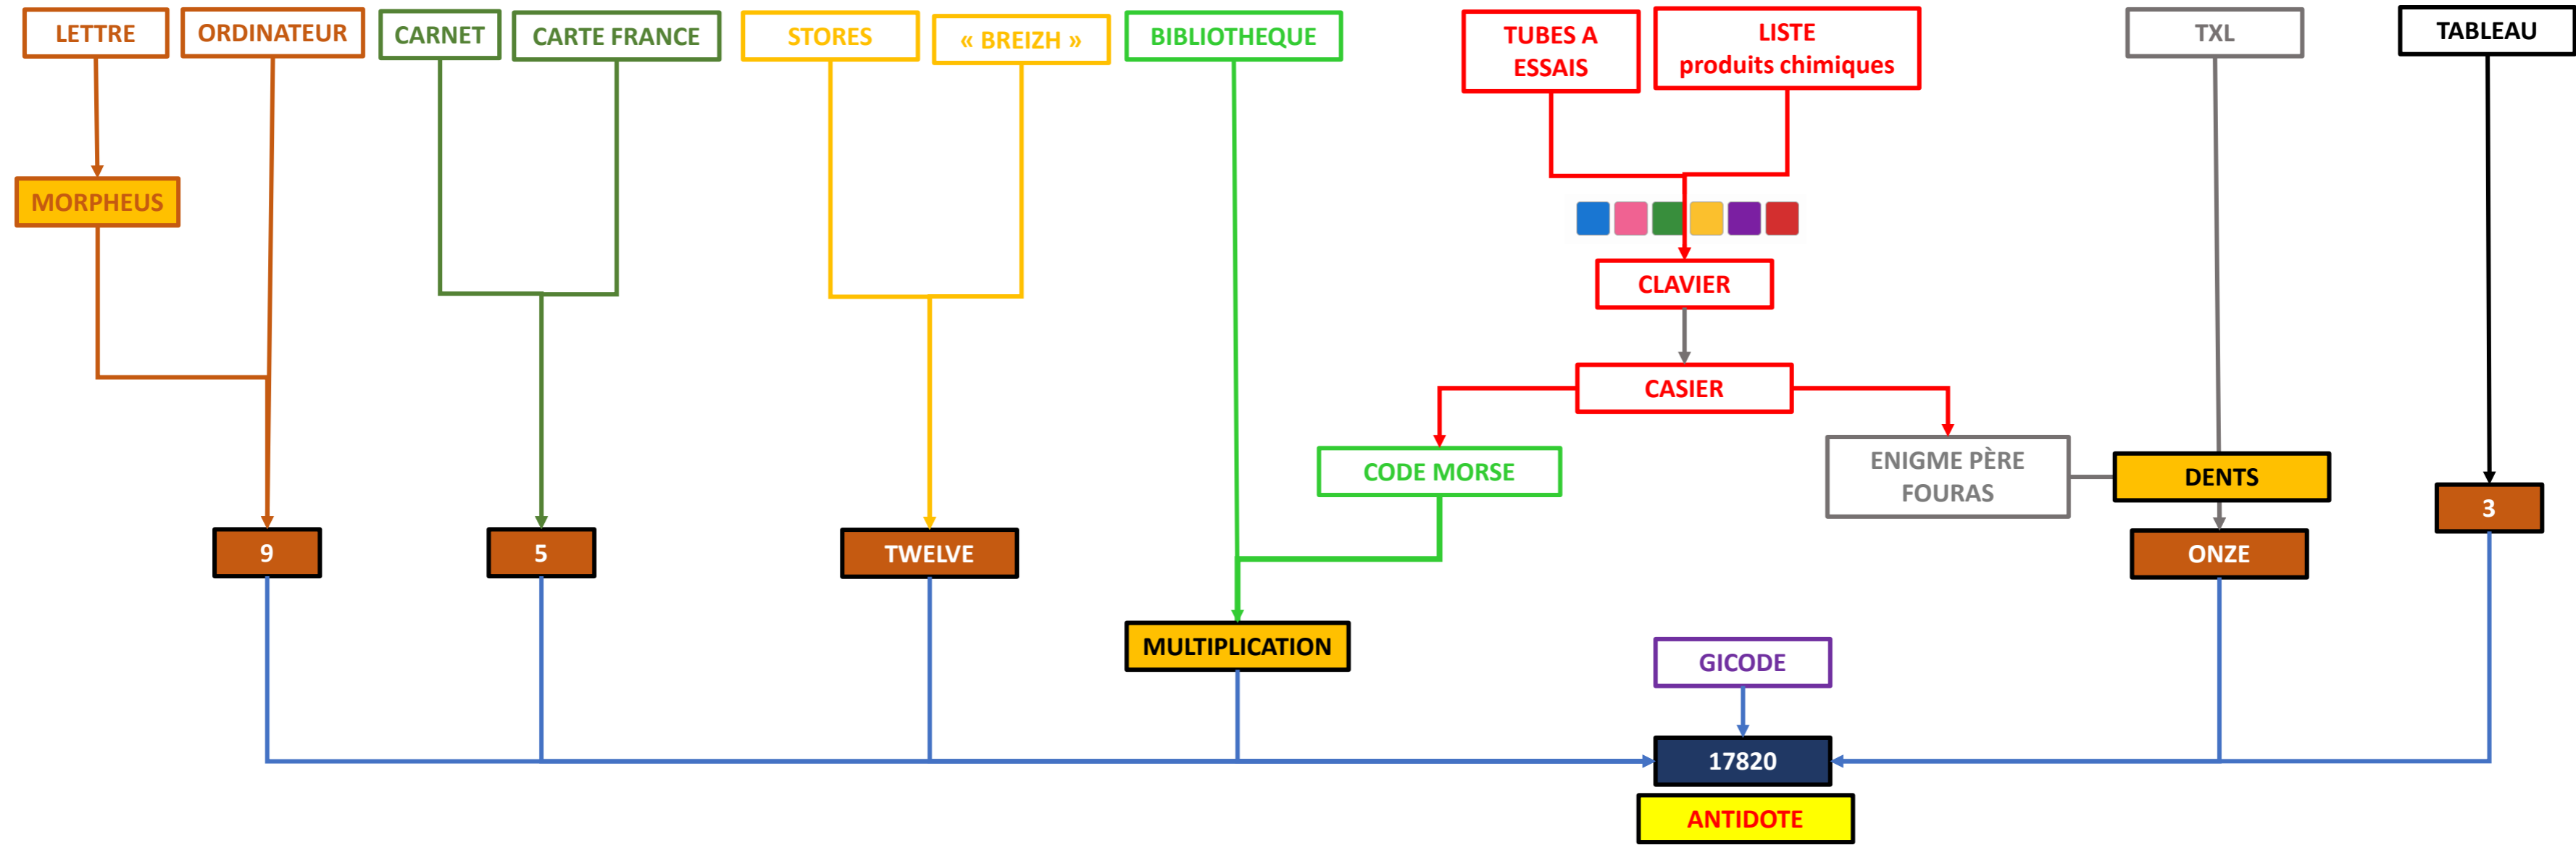 LETTRE
ORDINATEUR
CARNET
CARTE FRANCE
STORES
« BREIZH »
BIBLIOTHEQUE
TUBES A
ESSAIS
LISTE
produits chimiques
TXL
TABLEAU
MORPHEUS
CLAVIER
CASIER
CODE MORSE
ENIGME PÈRE
FOURAS
DENTS
3
9
5
TWELVE
ONZE
MULTIPLICATION
GICODE
17820
ANTIDOTE